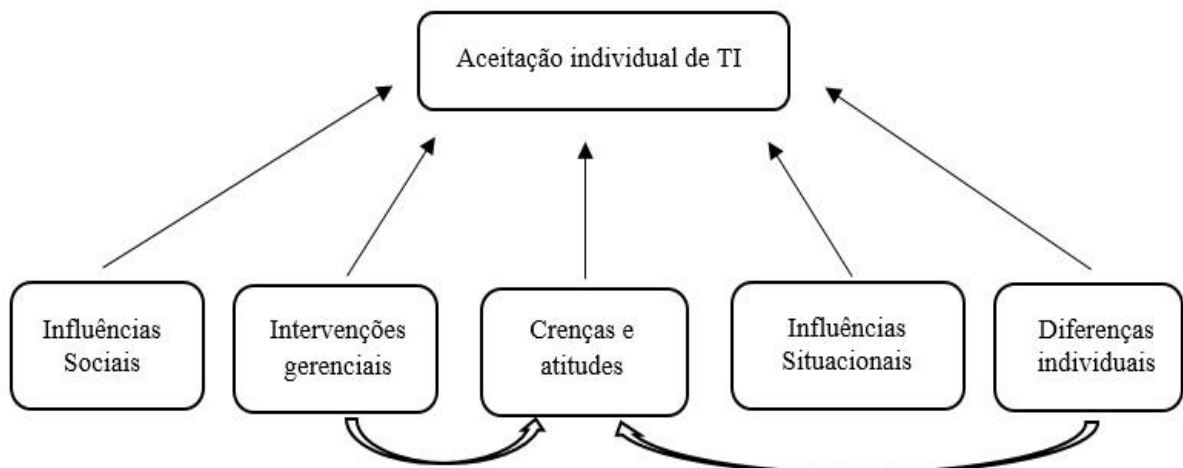 Aceitação individual de TI
Influências
Sociais
Intervenções
gerenciais
Crenças e
atitudes
Influências
Situacionais
Diferenças
individuais